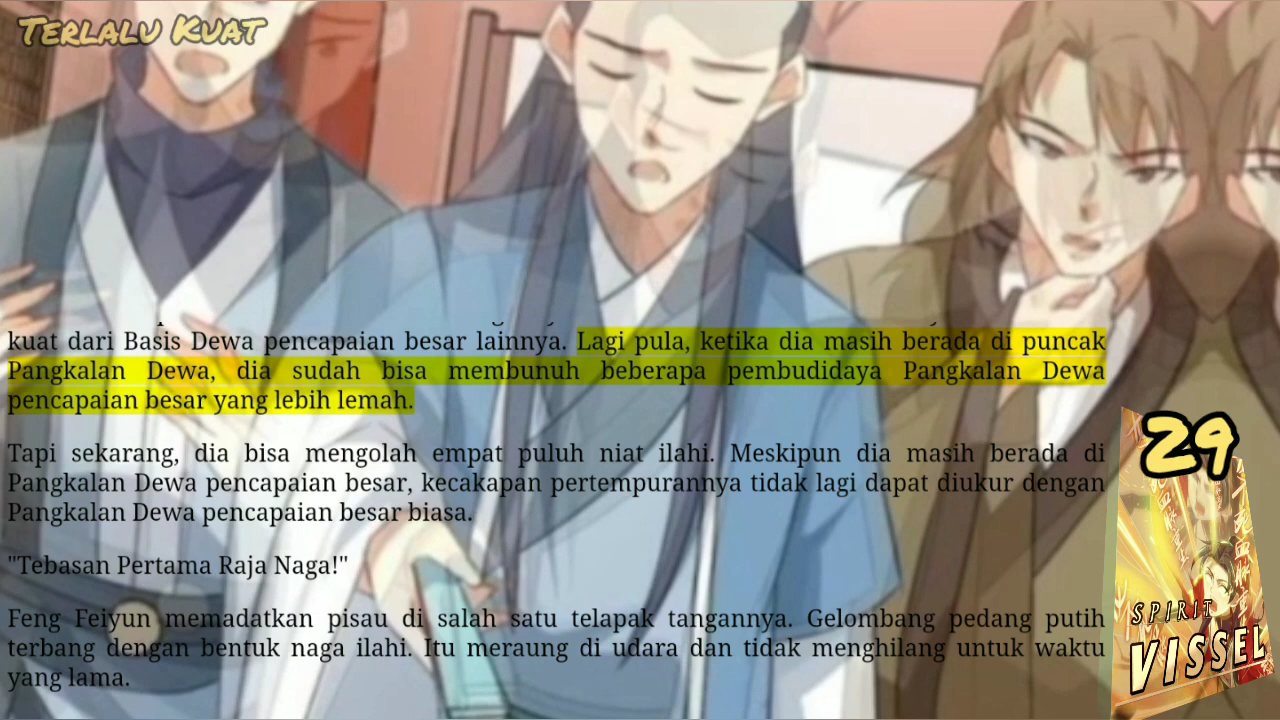 Terlalu Kuat
kuat dari Basis Dewa pencapaian besar lainnya. Lagi pula, ketika dia masih berada di puncak
Pangkalan Dewa, dia sudah bisa membunuh beberapa pembudidaya Pangkalan Dewa
pencapaian besar yang lebih lemah.
Tapi sekarang, dia bisa mengolah empat puluh niat ilahi. Meskipun dia masih berada di
Pangkalan Dewa pencapaian besar, kecakapan pertempurannya tidak lagi dapat diukur dengan
Pangkalan Dewa pencapaian besar biasa.
"Tebasan Pertama Raja Naga!"
Feng Feiyun memadatkan pisau di salah satu telapak tangannya. Gelombang pedang putih
terbang dengan bentuk naga ilahi. Itu meraung di udara dan tidak menghilang untuk waktu
yang lama.
29
SPIRIT
VISSEL